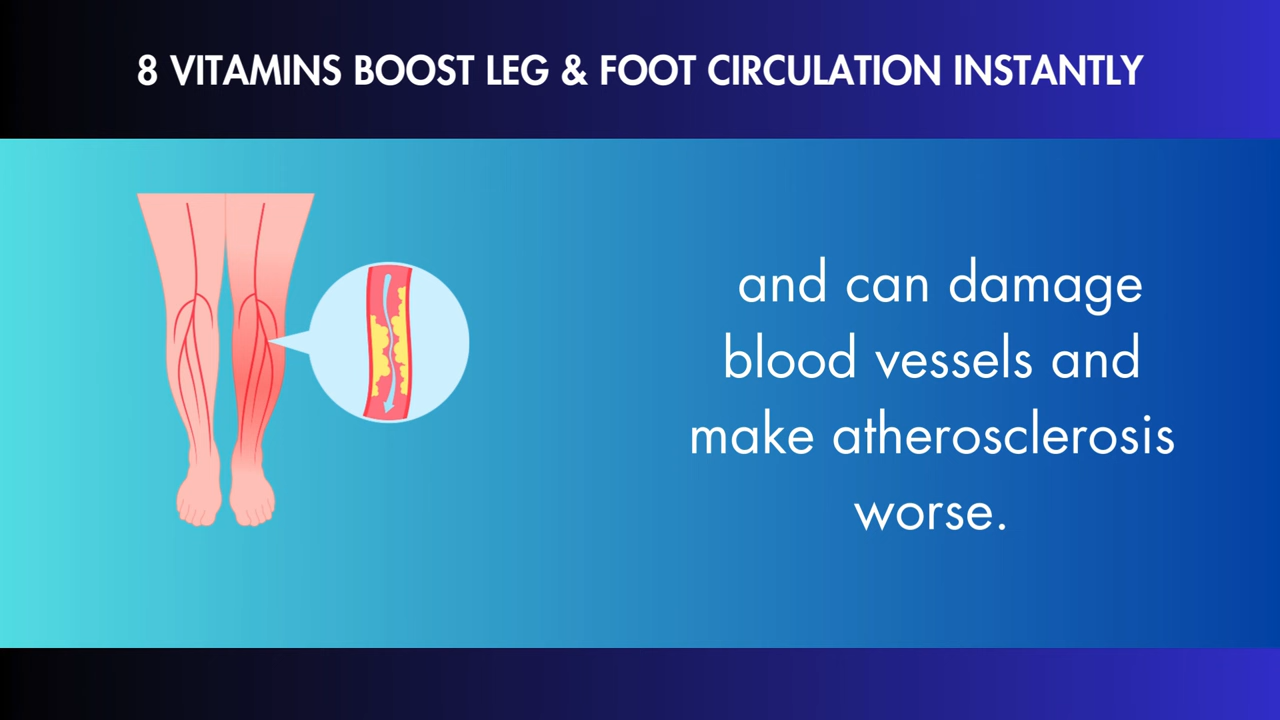 8 VITAMINS BOOST LEG & FOOT CIRCULATION INSTANTLY
and can damage
blood vessels and
make atherosclerosis
worse.